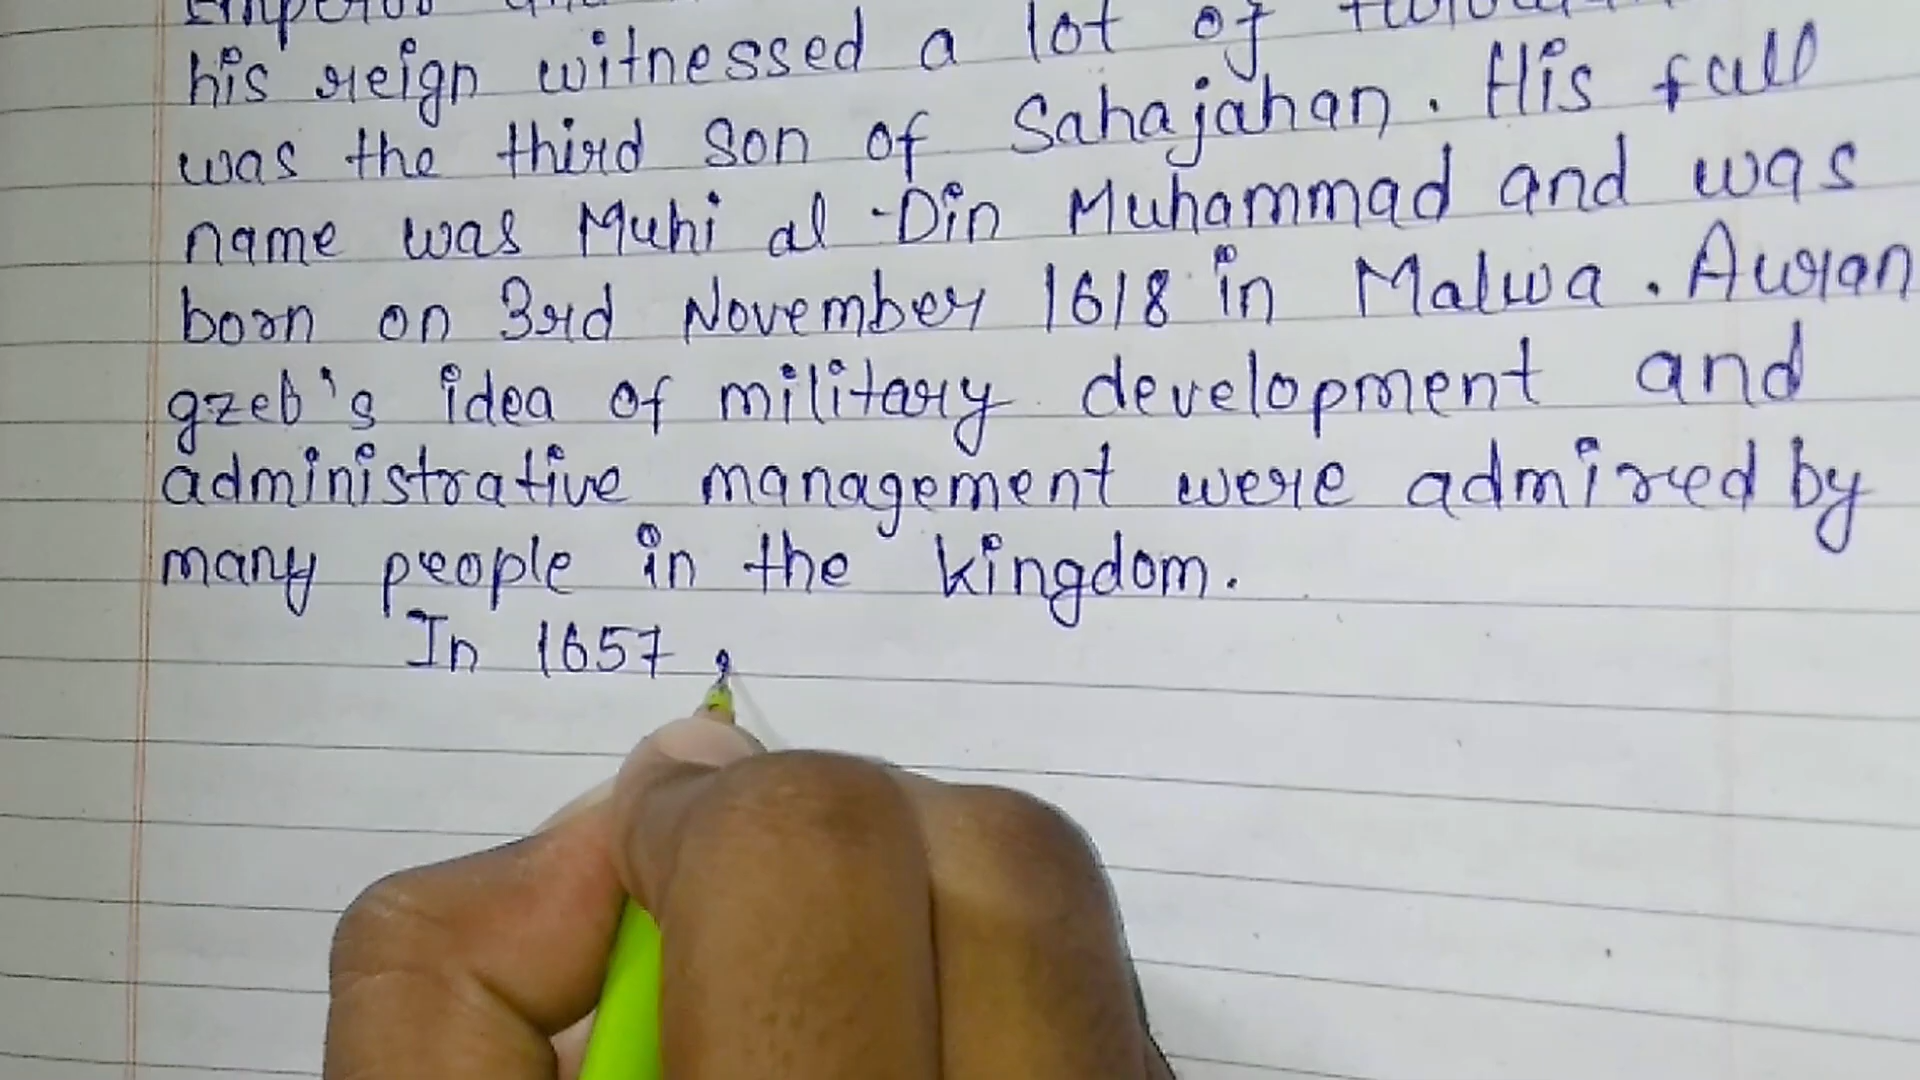 his reign witnessed a lot of
was the third son of Sahajahan. His full
name was Muhi al-Din Muhammad and was
born on 3rd November 1618 in Malwa. Auran
gzeb's idea of military development and
administrative management were admired by
many people in the kingdom.
In 1657,